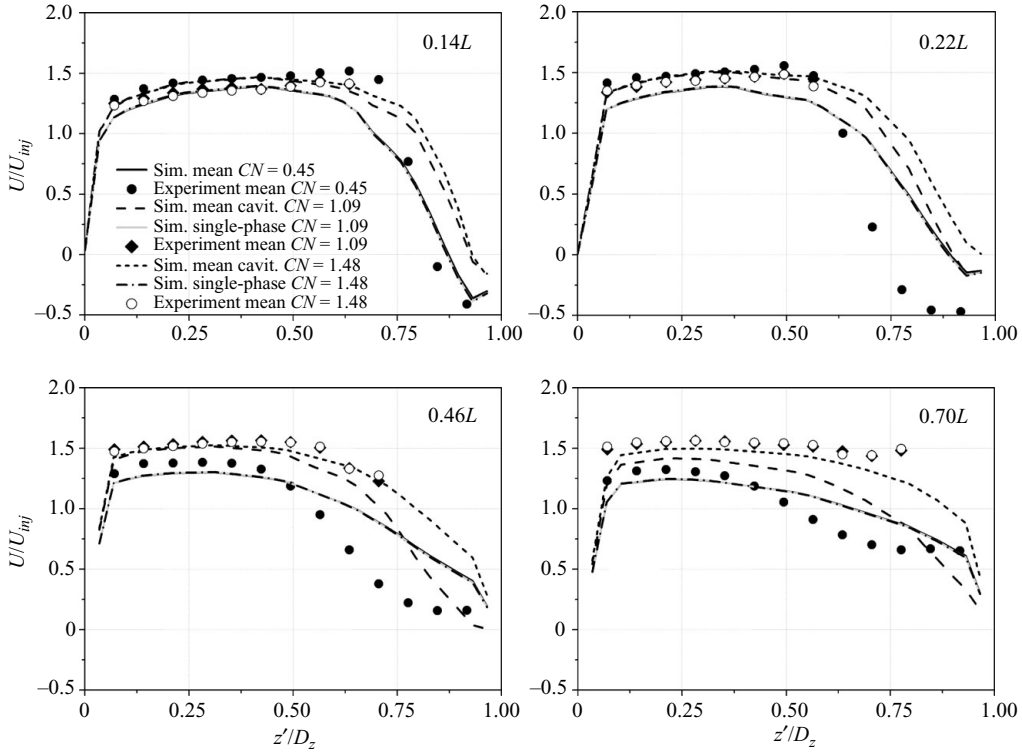 2.0
0.14L
1.5
1.0
U/U_inj
0.5
0
–0.5
Sim. mean CN = 0.45
Experiment mean CN = 0.45
Sim. mean cavit. CN = 1.09
Sim. single-phase CN = 1.09
Experiment mean CN = 1.09
Sim. mean cavit. CN = 1.48
Sim. single-phase CN = 1.48
Experiment mean CN = 1.48
0 0.25 0.50 0.75 1.00
2.0
0.22L
1.5
1.0
0.5
0
–0.5
0 0.25 0.50 0.75 1.00
2.0
0.46L
1.5
1.0
U/U_inj
0.5
0
–0.5
0 0.25 0.50 0.75 1.00
z′/D_z
2.0
0.70L
1.5
1.0
0.5
0
–0.5
0 0.25 0.50 0.75 1.00
z′/D_z